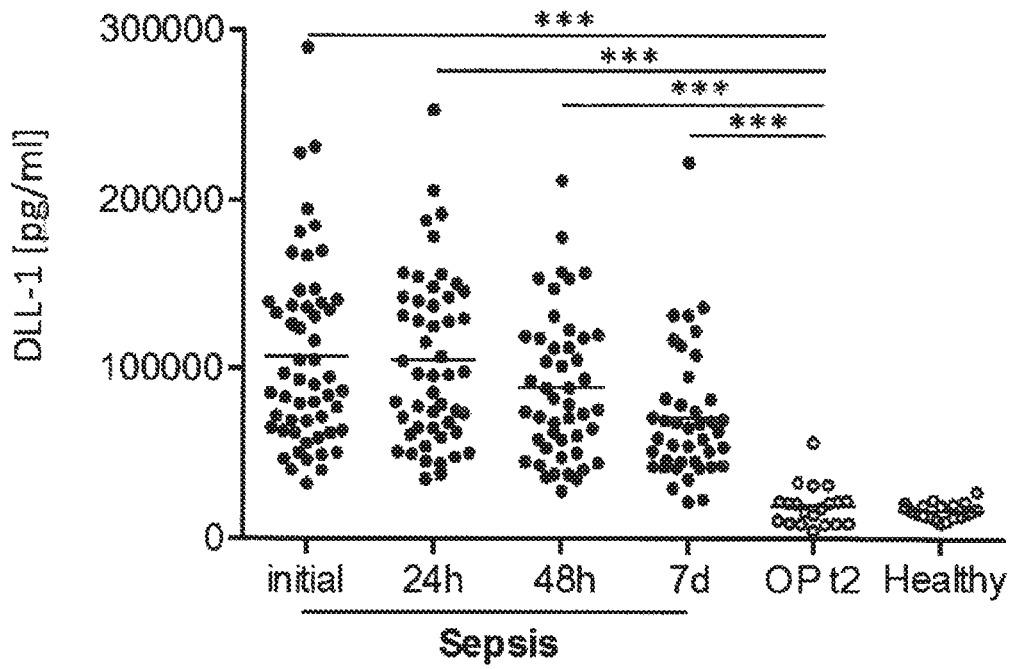 300000
200000
100000
0
DLL-1 [pg/ml]
***
***
***
***
initial 24h 48h 7d OP t2 Healthy
Sepsis